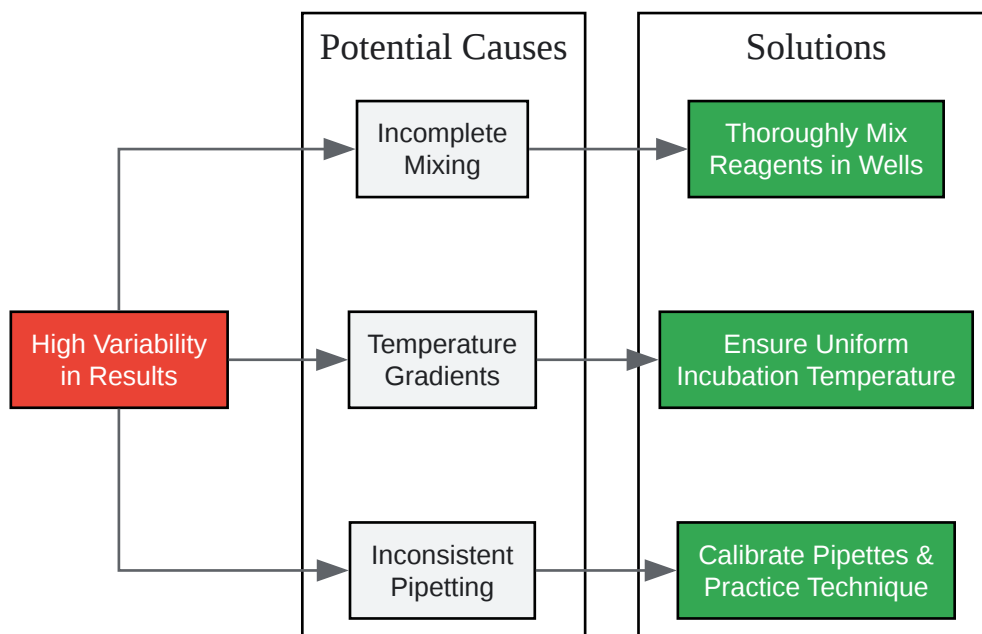 Potential Causes
Solutions
Incomplete
Mixing
Thoroughly Mix
Reagents in Wells
High Variability
in Results
Temperature
Gradients
Ensure Uniform
Incubation Temperature
Inconsistent
Pipetting
Calibrate Pipettes &
Practice Technique